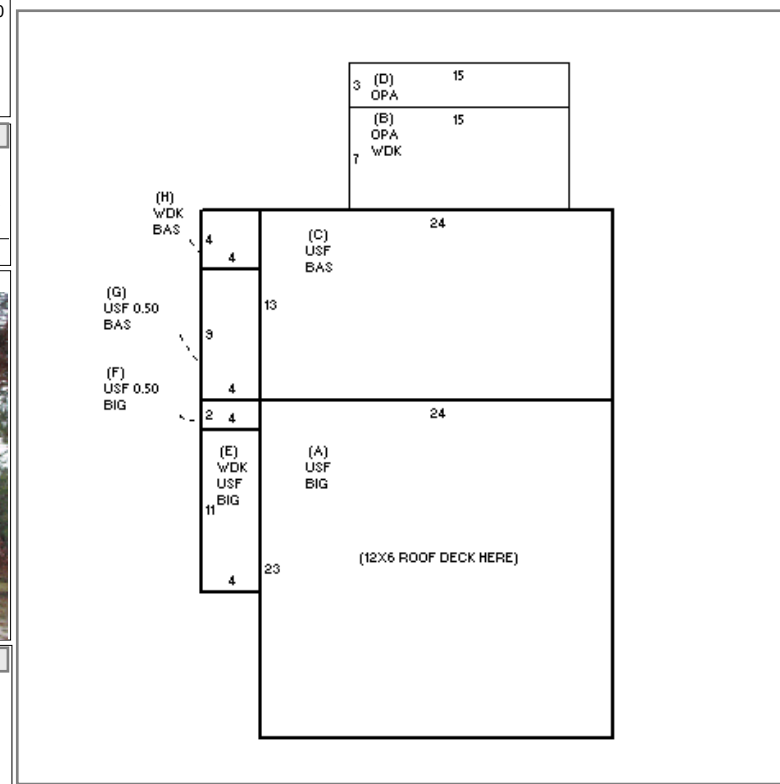 0
15
3 (D)
OPA
(B) 15
OPA
WDK
7
(H)
WDK
BAS
4
4
24
(C)
USF
BAS
(G)
USF 0.50
BAS
13
9
4
(F)
USF 0.50
BIG
2 4
24
(E)
WDK
USF
BIG
11
4
(A)
USF
BIG
23
(12X6 ROOF DECK HERE)